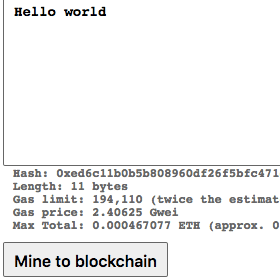 Hello world
Hash: 0xed6c11b0b5b808960df26f5bfc471
Length: 11 bytes
Gas limit: 194,110 (twice the estimat
Gas price: 2.40625 Gwei
Max Total: 0.000467077 ETH (approx. 0
Mine to blockchain